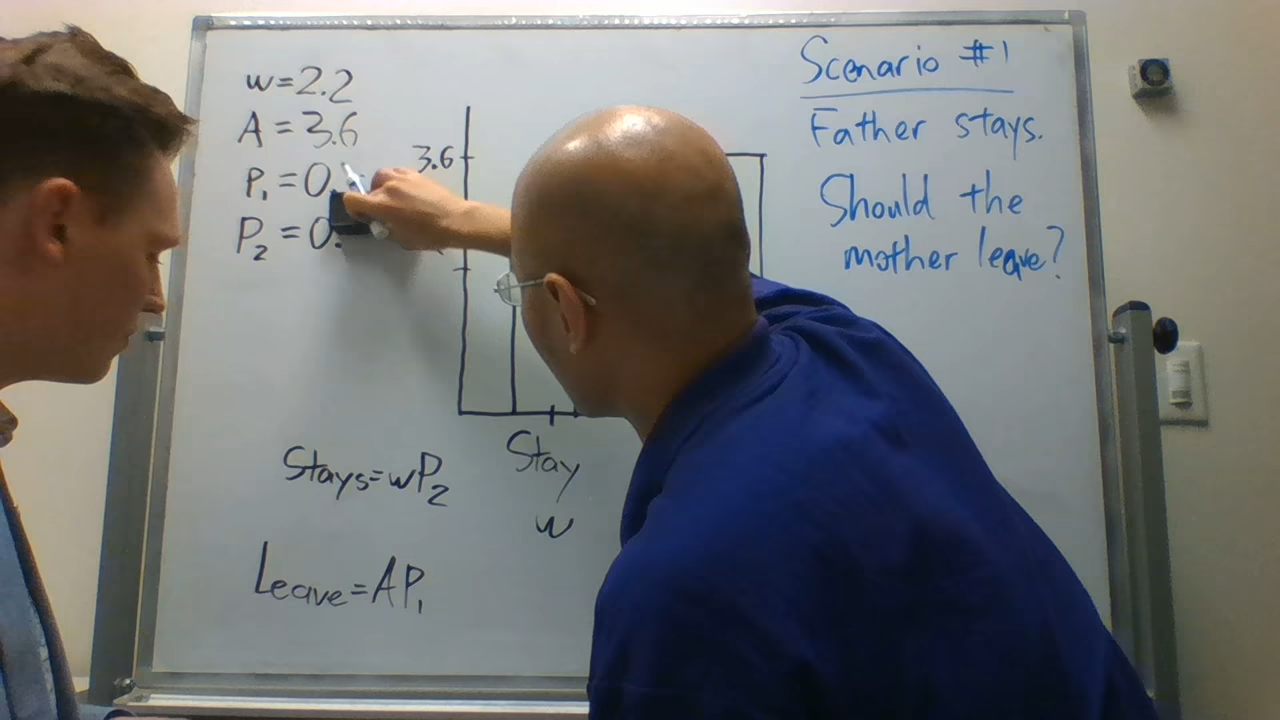 w=2.2
A=3.6
P₁=0.
P₂=0.
3.6
Stay
w
Stays=wP₂
Leave=AP₁
Scenario #1
Father stays.
Should the
mother leave?